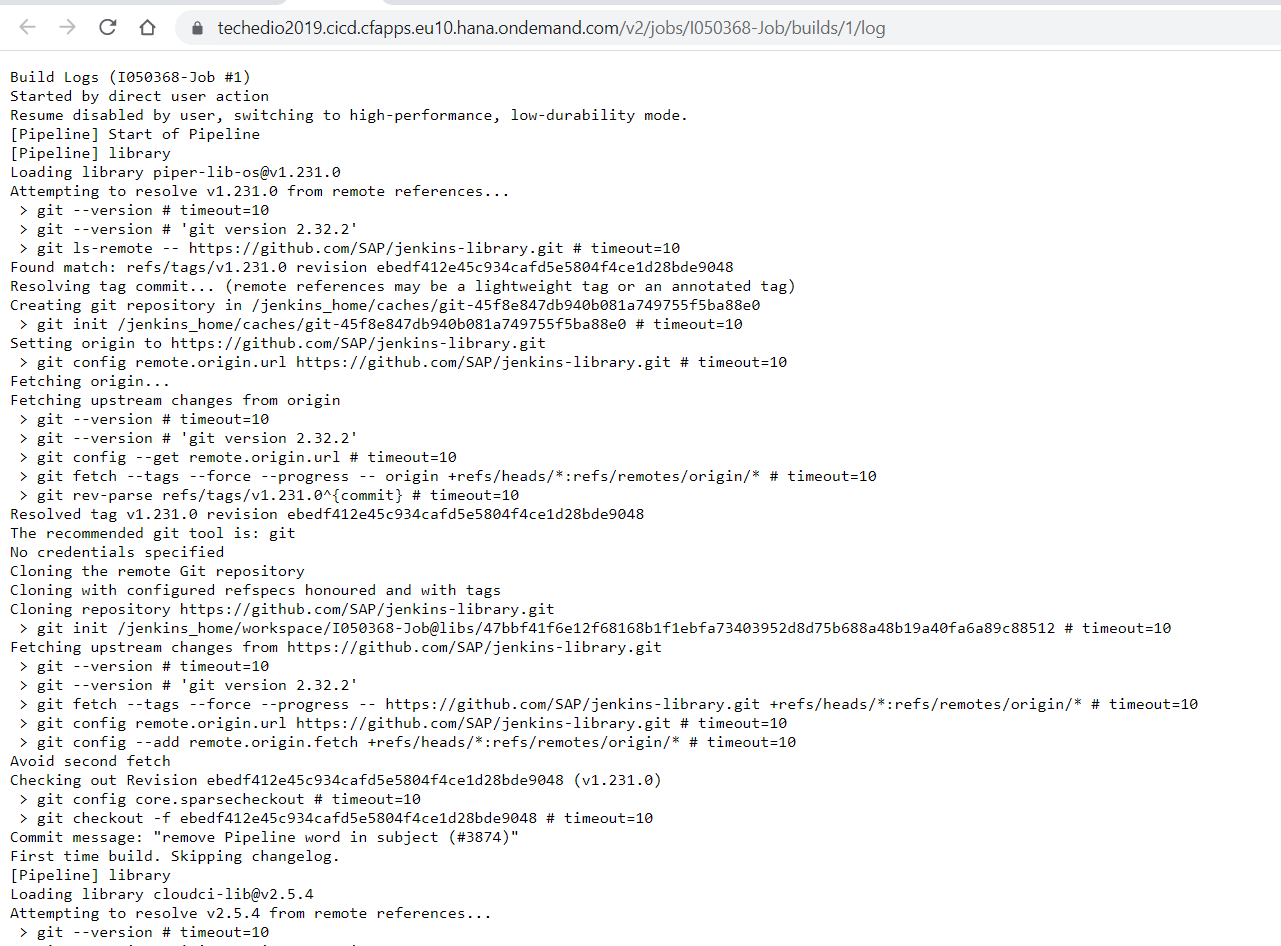 techedio2019.cicd.cfapps.eu10.hana.ondemand.com/v2/jobs/I050368-Job/builds/1/log
Build Logs (I050368-Job #1)
Started by direct user action
Resume disabled by user, switching to high-performance, low-durability mode.
[Pipeline] Start of Pipeline
[Pipeline] library
Loading library piper-lib-os@v1.231.0
Attempting to resolve v1.231.0 from remote references...
 > git --version # timeout=10
 > git --version # 'git version 2.32.2'
 > git ls-remote -- https://github.com/SAP/jenkins-library.git # timeout=10
Found match: refs/tags/v1.231.0 revision ebedf412e45c934cafd5e5804f4ce1d28bde9048
Resolving tag commit... (remote references may be a lightweight tag or an annotated tag)
Creating git repository in /jenkins_home/caches/git-45f8e847db940b081a749755f5ba88e0
 > git init /jenkins_home/caches/git-45f8e847db940b081a749755f5ba88e0 # timeout=10
Setting origin to https://github.com/SAP/jenkins-library.git
 > git config remote.origin.url https://github.com/SAP/jenkins-library.git # timeout=10
Fetching origin...
Fetching upstream changes from origin
 > git --version # timeout=10
 > git --version # 'git version 2.32.2'
 > git config --get remote.origin.url # timeout=10
 > git fetch --tags --force --progress -- origin +refs/heads/*:refs/remotes/origin/* # timeout=10
 > git rev-parse refs/tags/v1.231.0^{commit} # timeout=10
Resolved tag v1.231.0 revision ebedf412e45c934cafd5e5804f4ce1d28bde9048
The recommended git tool is: git
No credentials specified
Cloning the remote Git repository
Cloning with configured refspecs honoured and with tags
Cloning repository https://github.com/SAP/jenkins-library.git
 > git init /jenkins_home/workspace/I050368-Job@libs/47bbf41f6e12f68168b1f1ebfa73403952d8d75b688a48b19a40fa6a89c88512 # timeout=10
Fetching upstream changes from https://github.com/SAP/jenkins-library.git
 > git --version # timeout=10
 > git --version # 'git version 2.32.2'
 > git fetch --tags --force --progress -- https://github.com/SAP/jenkins-library.git +refs/heads/*:refs/remotes/origin/* # timeout=10
 > git config remote.origin.url https://github.com/SAP/jenkins-library.git # timeout=10
 > git config --add remote.origin.fetch +refs/heads/*:refs/remotes/origin/* # timeout=10
Avoid second fetch
Checking out Revision ebedf412e45c934cafd5e5804f4ce1d28bde9048 (v1.231.0)
 > git config core.sparsecheckout # timeout=10
 > git checkout -f ebedf412e45c934cafd5e5804f4ce1d28bde9048 # timeout=10
Commit message: "remove Pipeline word in subject (#3874)"
First time build. Skipping changelog.
[Pipeline] library
Loading library cloudci-lib@v2.5.4
Attempting to resolve v2.5.4 from remote references...
 > git --version # timeout=10